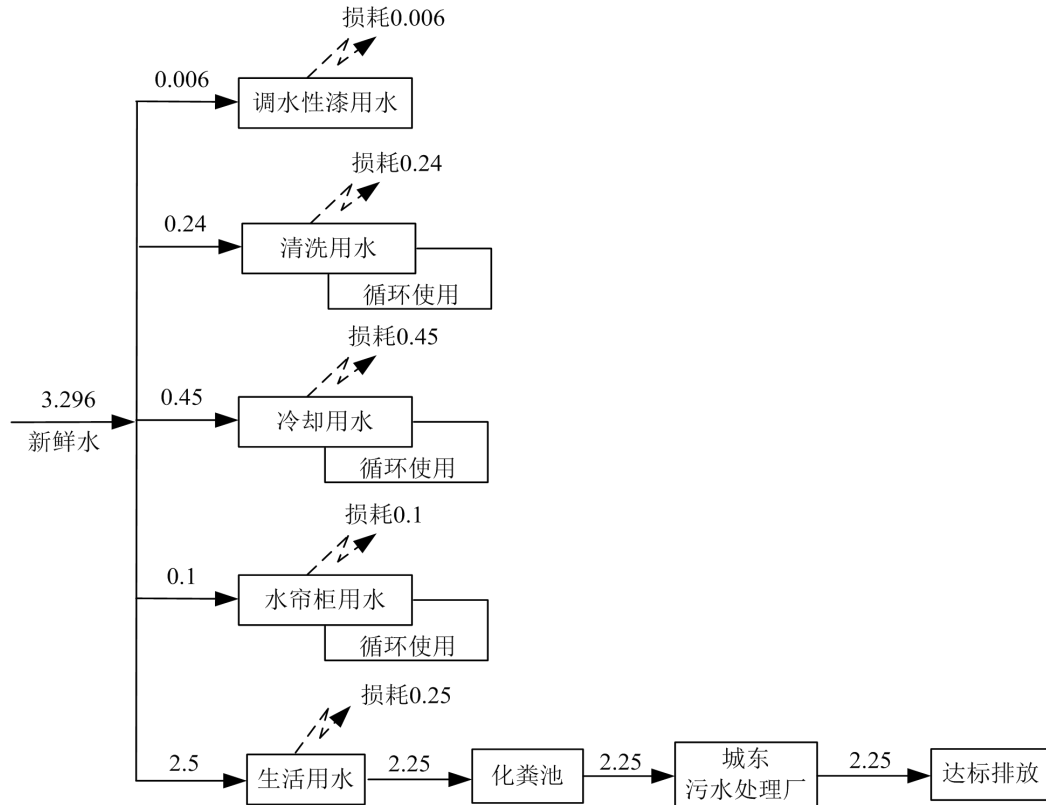 损耗0.006
0.006
调水性漆用水
损耗0.24
0.24
清洗用水
循环使用
损耗0.45
3.296
新鲜水
0.45
冷却用水
循环使用
损耗0.1
0.1
水帘柜用水
循环使用
损耗0.25
2.5
生活用水
2.25
化粪池
2.25
城东
污水处理厂
2.25
达标排放